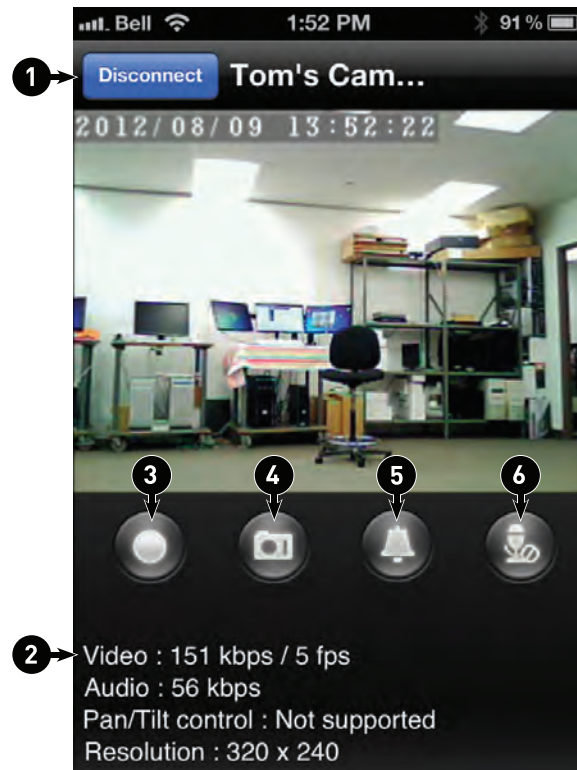 Bell 1:52 PM 91 %
1 Disconnect Tom's Cam...
2012/08/09 13:52:22
3 4 5 6
2 Video : 151 kbps / 5 fps
Audio : 56 kbps
Pan/Tilt control : Not supported
Resolution : 320 x 240